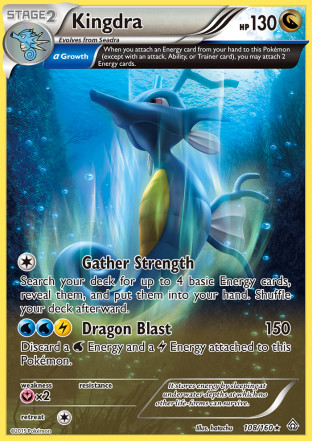 STAGE2 Kingdra HP130
Evolves from Seadra
α Growth When you attach an Energy card from your hand to this Pokémon
(except with an attack, Ability, or Trainer card), you may attach 2
Energy cards.
Gather Strength
Search your deck for up to 4 basic Energy cards,
reveal them, and put them into your hand. Shuffle
your deck afterward.
Dragon Blast 150
Discard a Energy and a Energy attached to this
Pokémon.
weakness resistance
×2
retreat
It stores energy by sleeping at
underwater depths at which no
other life-forms can survive.
©2015 Pokémon illus. hatachu 108/160★